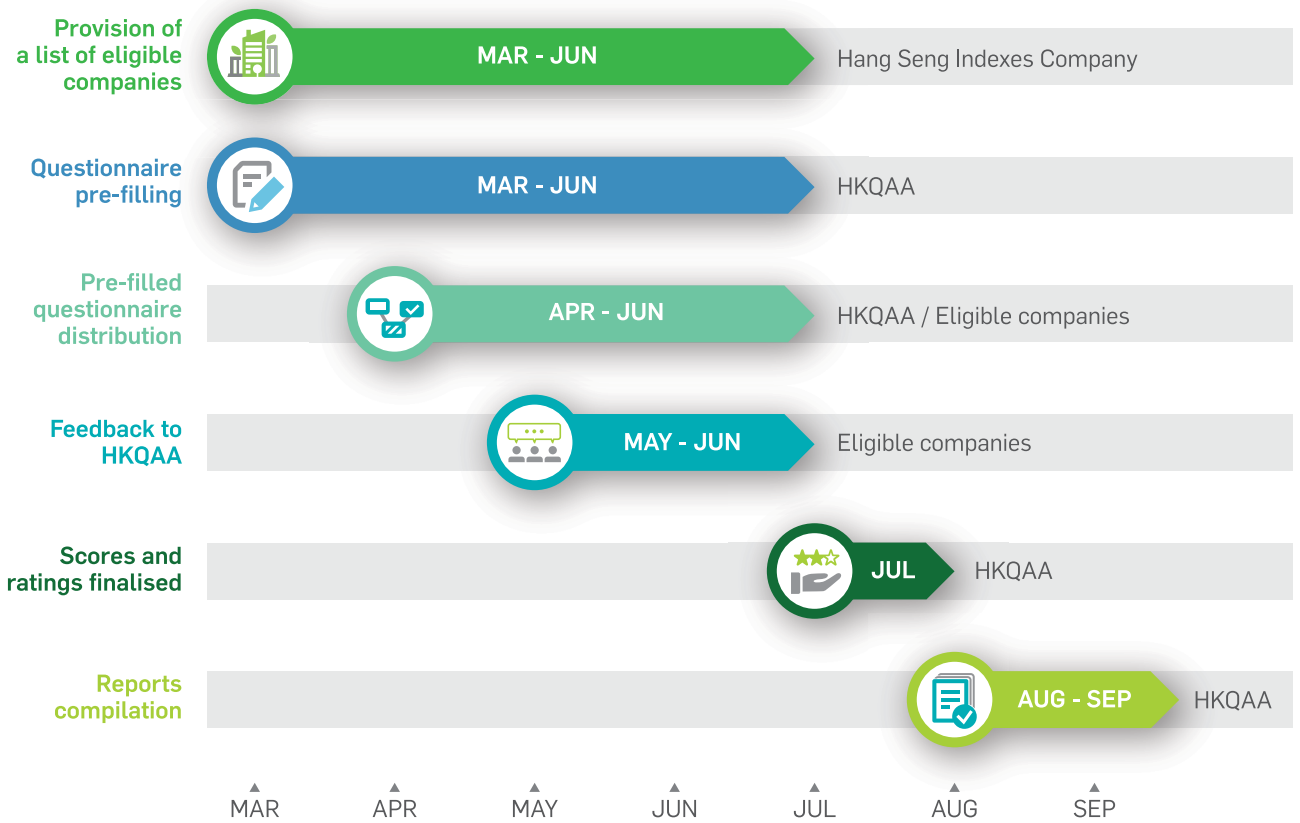 Provision of
a list of eligible
companies
MAR - JUN
Hang Seng Indexes Company
Questionnaire
pre-filling
MAR - JUN
HKQAA
Pre-filled
questionnaire
distribution
APR - JUN
HKQAA / Eligible companies
Feedback to
HKQAA
MAY - JUN
Eligible companies
Scores and
ratings finalised
JUL
HKQAA
Reports
compilation
AUG - SEP
HKQAA
MAR APR MAY JUN JUL AUG SEP